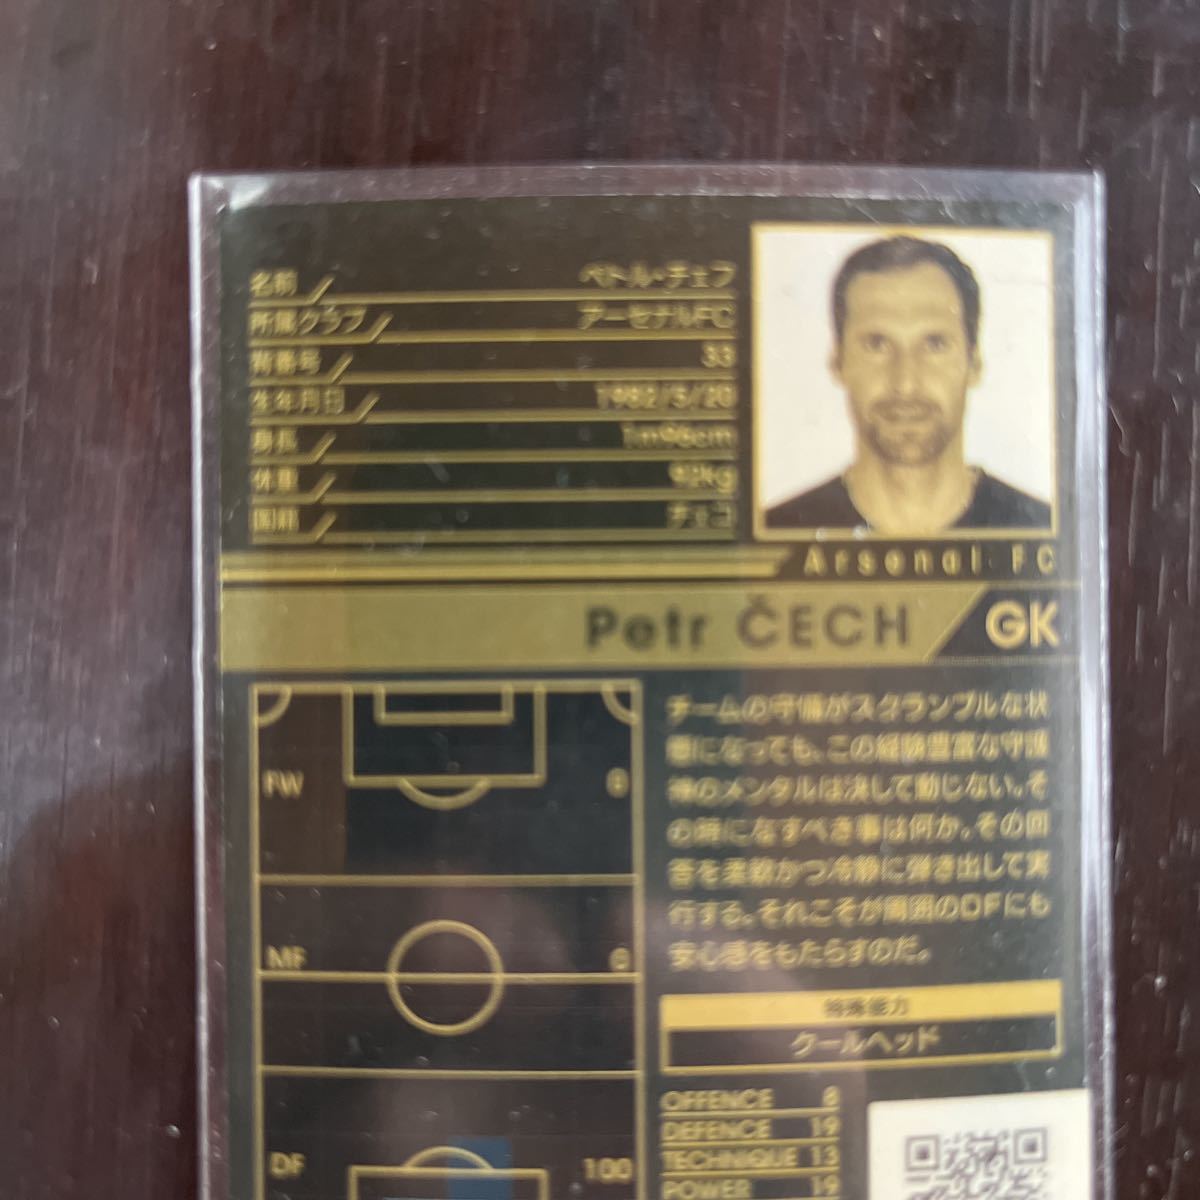 名前 ペトル・チェフ
所属クラブ アーセナルFC
背番号 33
生年月日 1982/5/20
身長 1m96cm
体重 92kg
国籍 チェコ
Arsenal FC
Petr ČECH GK
チームの守備がスクランブルな状
態になっても、この経験豊富な守護
神のメンタルは決して動じない。そ
の時になすべき事は何か。その回
答を柔軟かつ冷静に弾き出して実
行する。それこそが周囲のDFにも
安心感をもたらすのだ。
特殊能力
クールヘッド
FW 0
MF 0
DF 100
OFFENCE 8
DEFENCE 19
TECHNIQUE 13
POWER 19